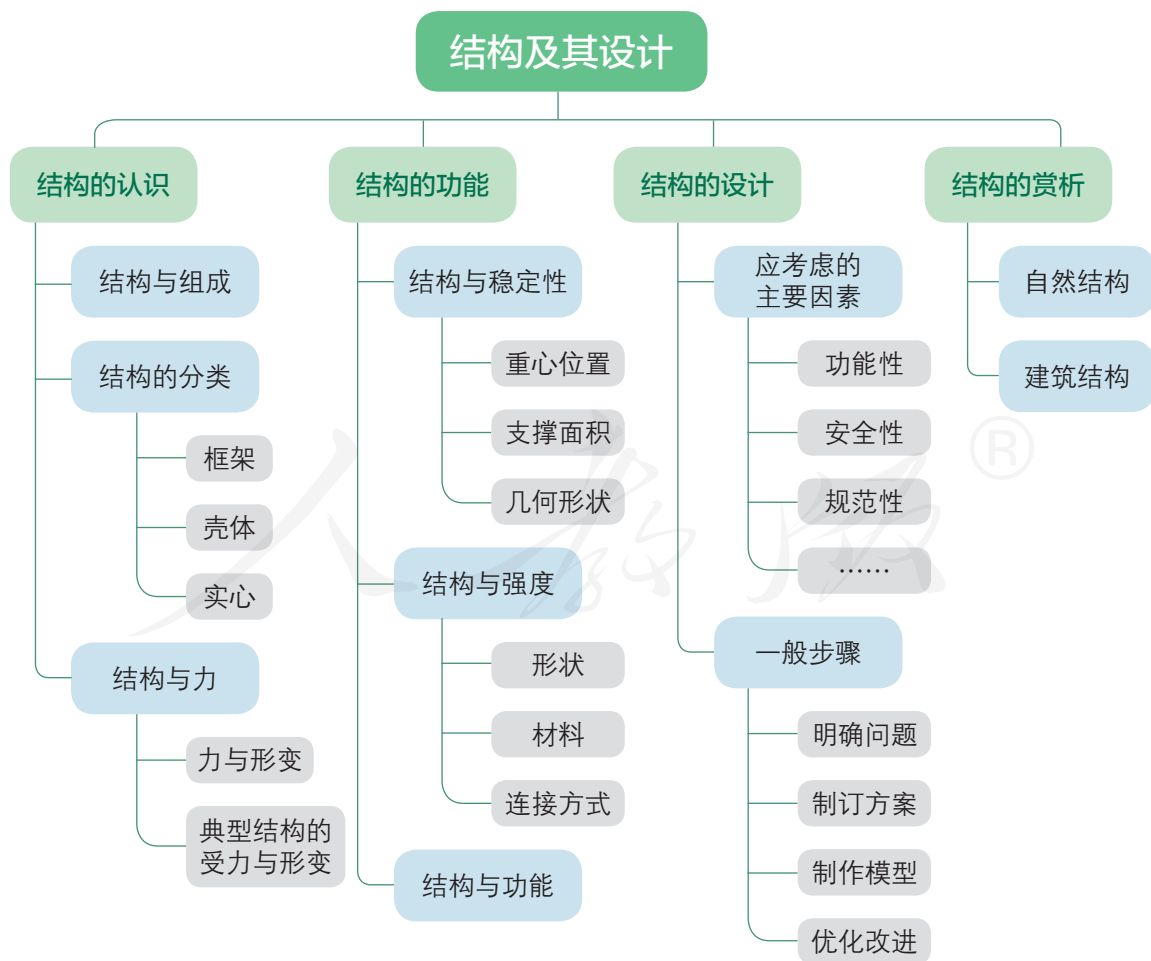 结构及其设计
结构的认识
结构与组成
结构的分类
框架
壳体
实心
结构与力
力与形变
典型结构的
受力与形变
结构的功能
结构与稳定性
重心位置
支撑面积
几何形状
结构与强度
形状
材料
连接方式
结构与功能
结构的设计
应考虑的
主要因素
功能性
安全性
规范性
……
一般步骤
明确问题
制订方案
制作模型
优化改进
结构的赏析
自然结构
建筑结构
人教版®